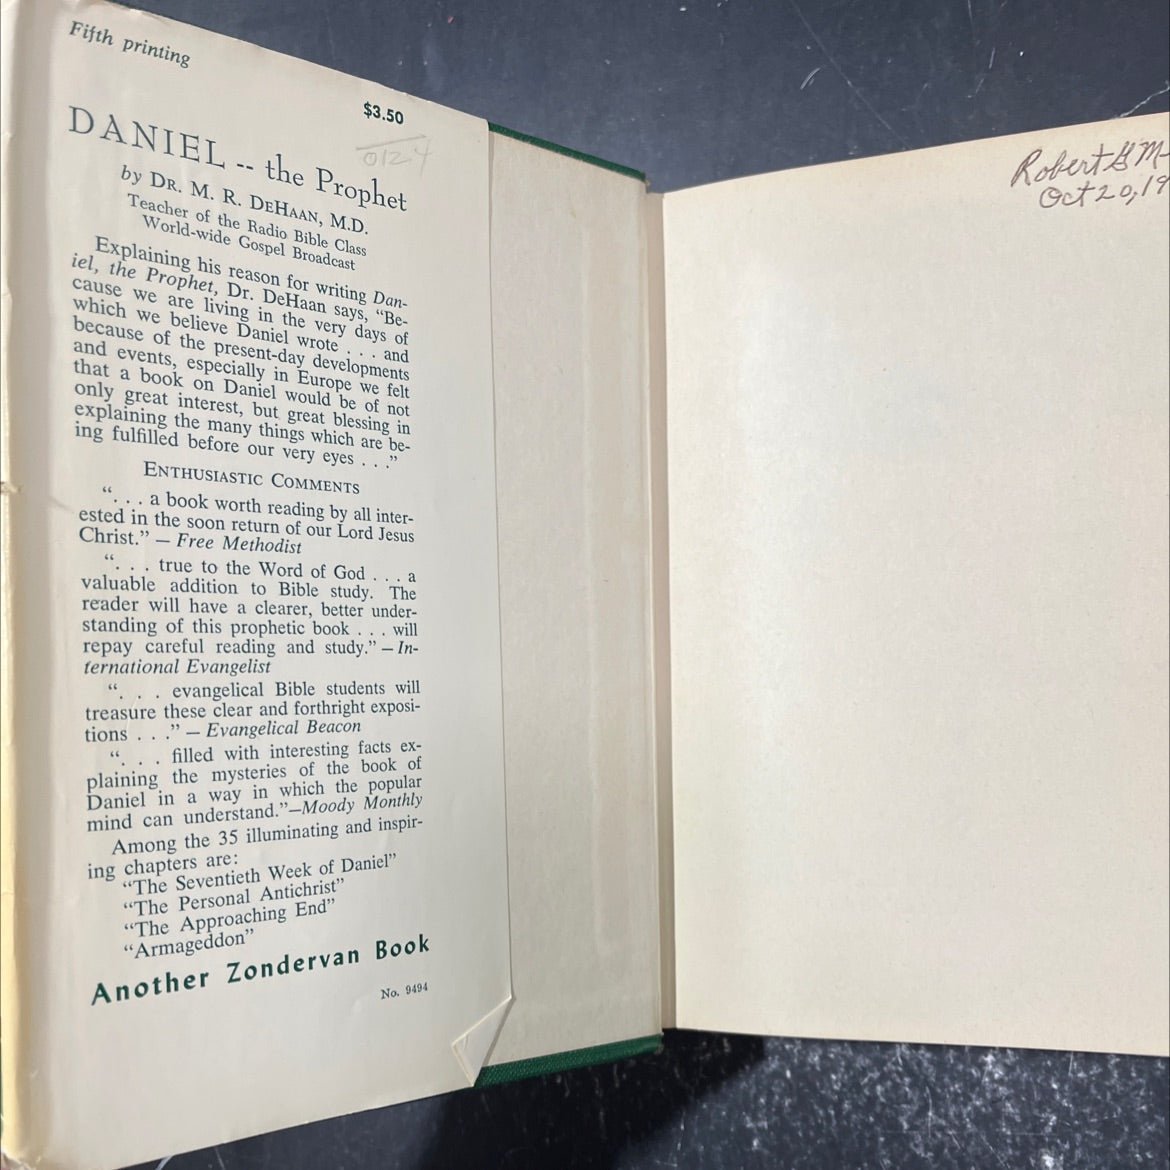 Fifth printing
$3.50
0124
DANIEL -- the Prophet
by DR. M. R. DEHAAN, M.D.
Teacher of the Radio Bible Class
World-wide Gospel Broadcast
Explaining his reason for writing Dan-
iel, the Prophet, Dr. DeHaan says, “Be-
cause we are living in the very days of
which we believe Daniel wrote . . . and
because of the present-day developments
and events, especially in Europe we felt
that a book on Daniel would be of not
only great interest, but great blessing in
explaining the many things which are be-
ing fulfilled before our very eyes . . .”
ENTHUSIASTIC COMMENTS
“. . . a book worth reading by all inter-
ested in the soon return of our Lord Jesus
Christ.” — Free Methodist
“. . . true to the Word of God . . . a
valuable addition to Bible study. The
reader will have a clearer, better under-
standing of this prophetic book . . . will
repay careful reading and study.” — In-
ternational Evangelist
“. . . evangelical Bible students will
treasure these clear and forthright exposi-
tions . . .” — Evangelical Beacon
“. . . filled with interesting facts ex-
plaining the mysteries of the book of
Daniel in a way in which the popular
mind can understand.”—Moody Monthly
Among the 35 illuminating and inspir-
ing chapters are:
“The Seventieth Week of Daniel”
“The Personal Antichrist”
“The Approaching End”
“Armageddon”
Another Zondervan Book
No. 9494
Robert
Oct 20, 19